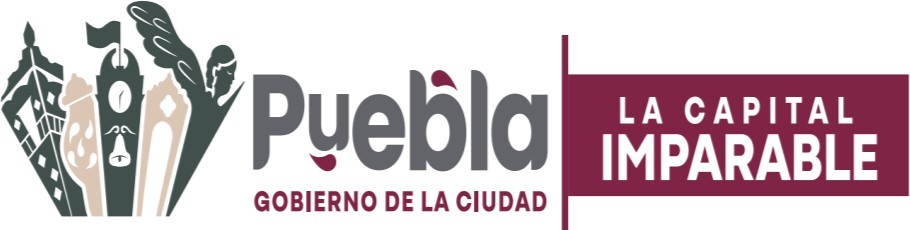 Puebla
GOBIERNO DE LA CIUDAD
LA CAPITAL
IMPARABLE